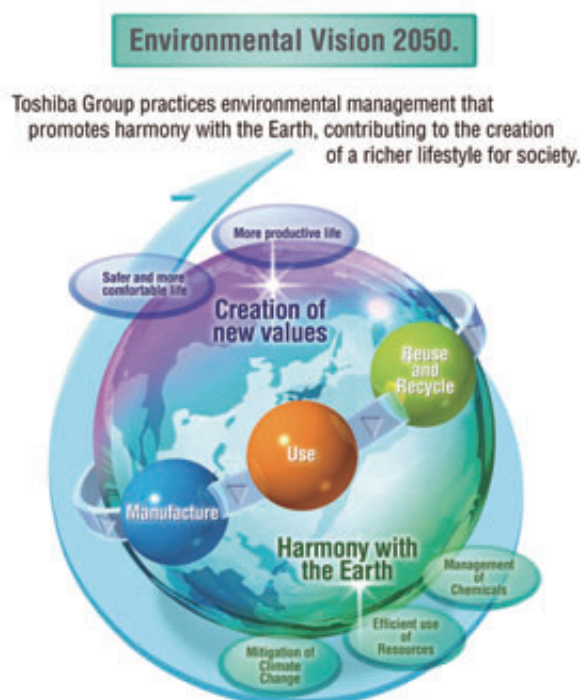 Environmental Vision 2050.
Toshiba Group practices environmental management that
promotes harmony with the Earth, contributing to the creation
of a richer lifestyle for society.
More productive life
Safer and more
comfortable life
Creation of
new values
Reuse
and
Recycle
Use
Manufacture
Harmony with
the Earth
Management
of
Chemicals
Efficient use
of
Resources
Mitigation of
Climate
Change